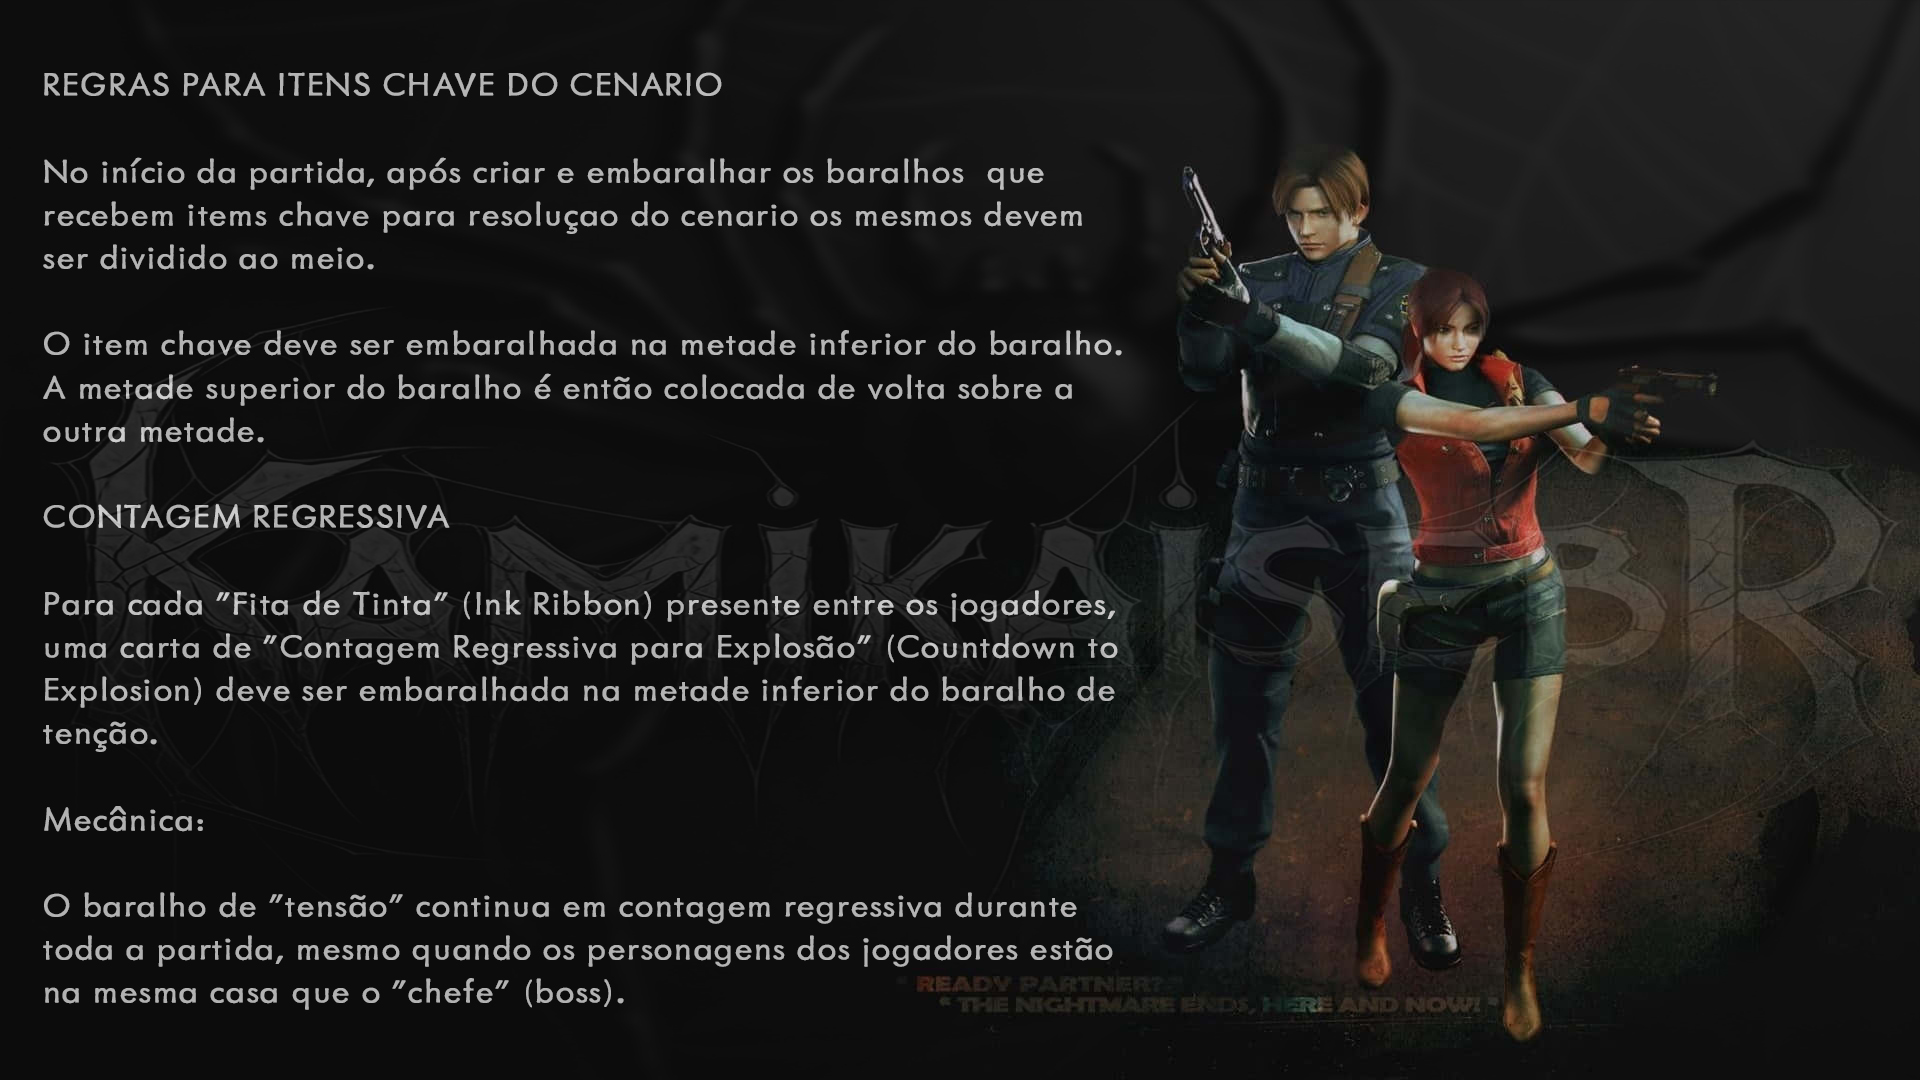 REGRAS PARA ITENS CHAVE DO CENARIO
No início da partida, após criar e embaralhar os baralhos  que
recebem items chave para resoluçao do cenario os mesmos devem
ser dividido ao meio.
O item chave deve ser embaralhada na metade inferior do baralho.
A metade superior do baralho é então colocada de volta sobre a
outra metade.
CONTAGEM REGRESSIVA
Para cada "Fita de Tinta" (Ink Ribbon) presente entre os jogadores,
uma carta de "Contagem Regressiva para Explosão" (Countdown to
Explosion) deve ser embaralhada na metade inferior do baralho de
tenção.
Mecânica:
O baralho de "tensão" continua em contagem regressiva durante
toda a partida, mesmo quando os personagens dos jogadores estão
na mesma casa que o "chefe" (boss).
KAMIKAISEBR
" READY PARTNER?
" THE NIGHTMARE ENDS, HERE AND NOW! "